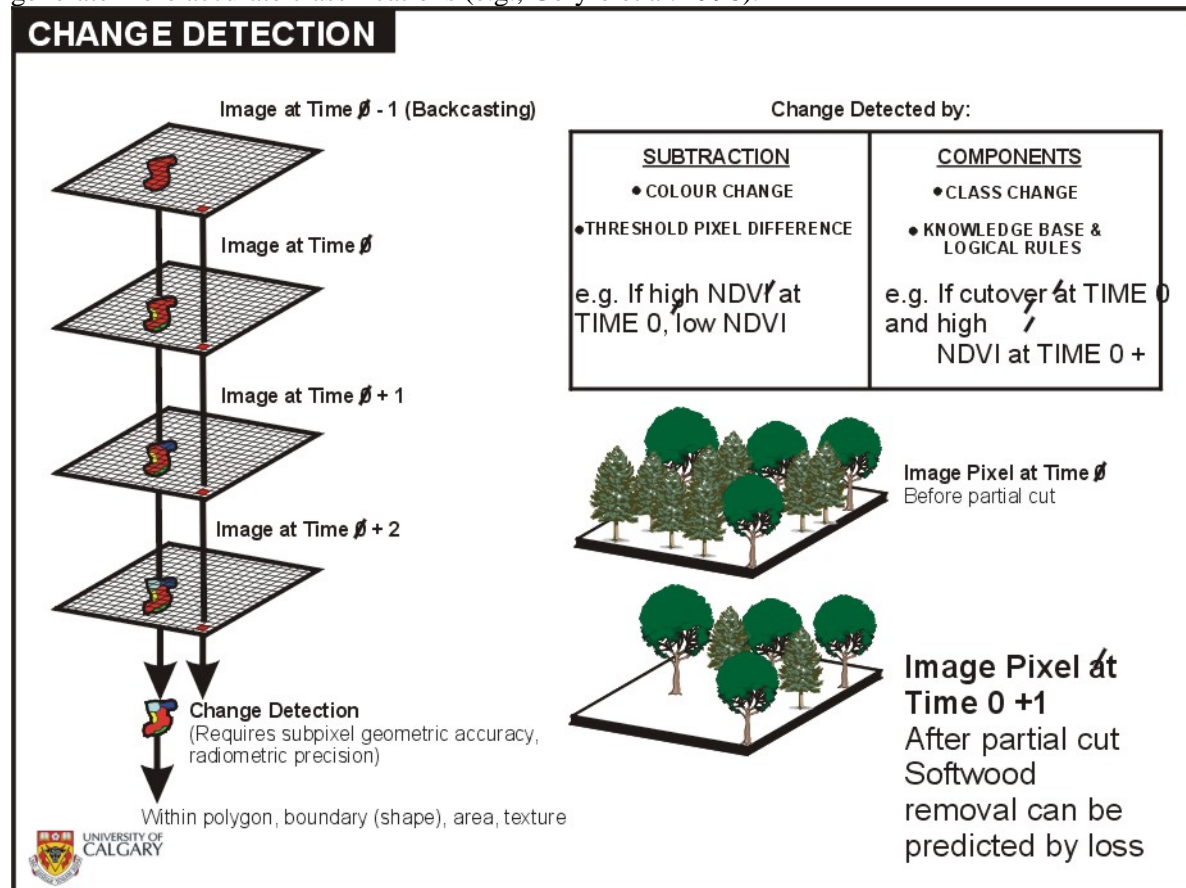 CHANGE DETECTION
Image at Time Ø - 1 (Backcasting)
Image at Time Ø
Image at Time Ø + 1
Image at Time Ø + 2
Change Detection
(Requires subpixel geometric accuracy,
radiometric precision)
Within polygon, boundary (shape), area, texture
UNIVERSITY OF
CALGARY
Change Detected by:
SUBTRACTION
• COLOUR CHANGE
•THRESHOLD PIXEL DIFFERENCE
e.g. If high NDVI at
TIME 0, low NDVI
COMPONENTS
• CLASS CHANGE
• KNOWLEDGE BASE &
LOGICAL RULES
e.g. If cutover at TIME 0
and high
NDVI at TIME 0 +
Image Pixel at Time Ø
Before partial cut
Image Pixel at
Time 0 +1
After partial cut
Softwood
removal can be
predicted by loss